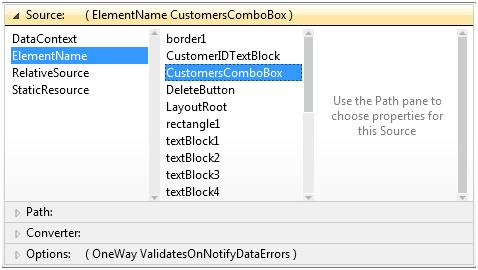 Source: ( ElementName CustomersComboBox )
DataContext
ElementName
RelativeSource
StaticResource
border1
CustomerIDTextBlock
CustomersComboBox
DeleteButton
LayoutRoot
rectangle1
textBlock1
textBlock2
textBlock3
textBlock4
Use the Path pane to
choose properties for
this Source
Path:
Converter:
Options: ( OneWay ValidatesOnNotifyDataErrors )